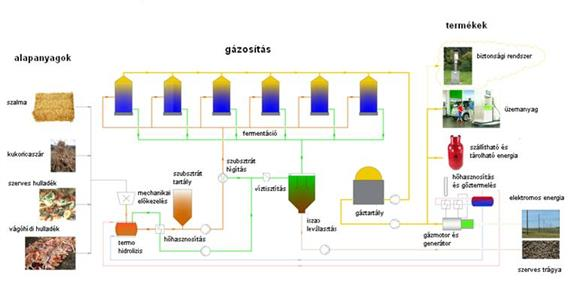 alapanyagok
gázosítás
termékek
szalma
kukoricaszár
szerves hulladék
vágóhídi hulladék
mechanikai
előkezelés
termo
hidrolízis
szubsztrát
tartály
hőhasznosítás
fermentáció
szubsztrát
hígítás
víztisztítás
iszap
leválasztás
gáztartály
biztonsági rendszer
üzemanyag
szállítható és
tárolható energia
hőhasznosítás
és gőztermelés
gázmotor és
generátor
elektromos energia
szerves trágya